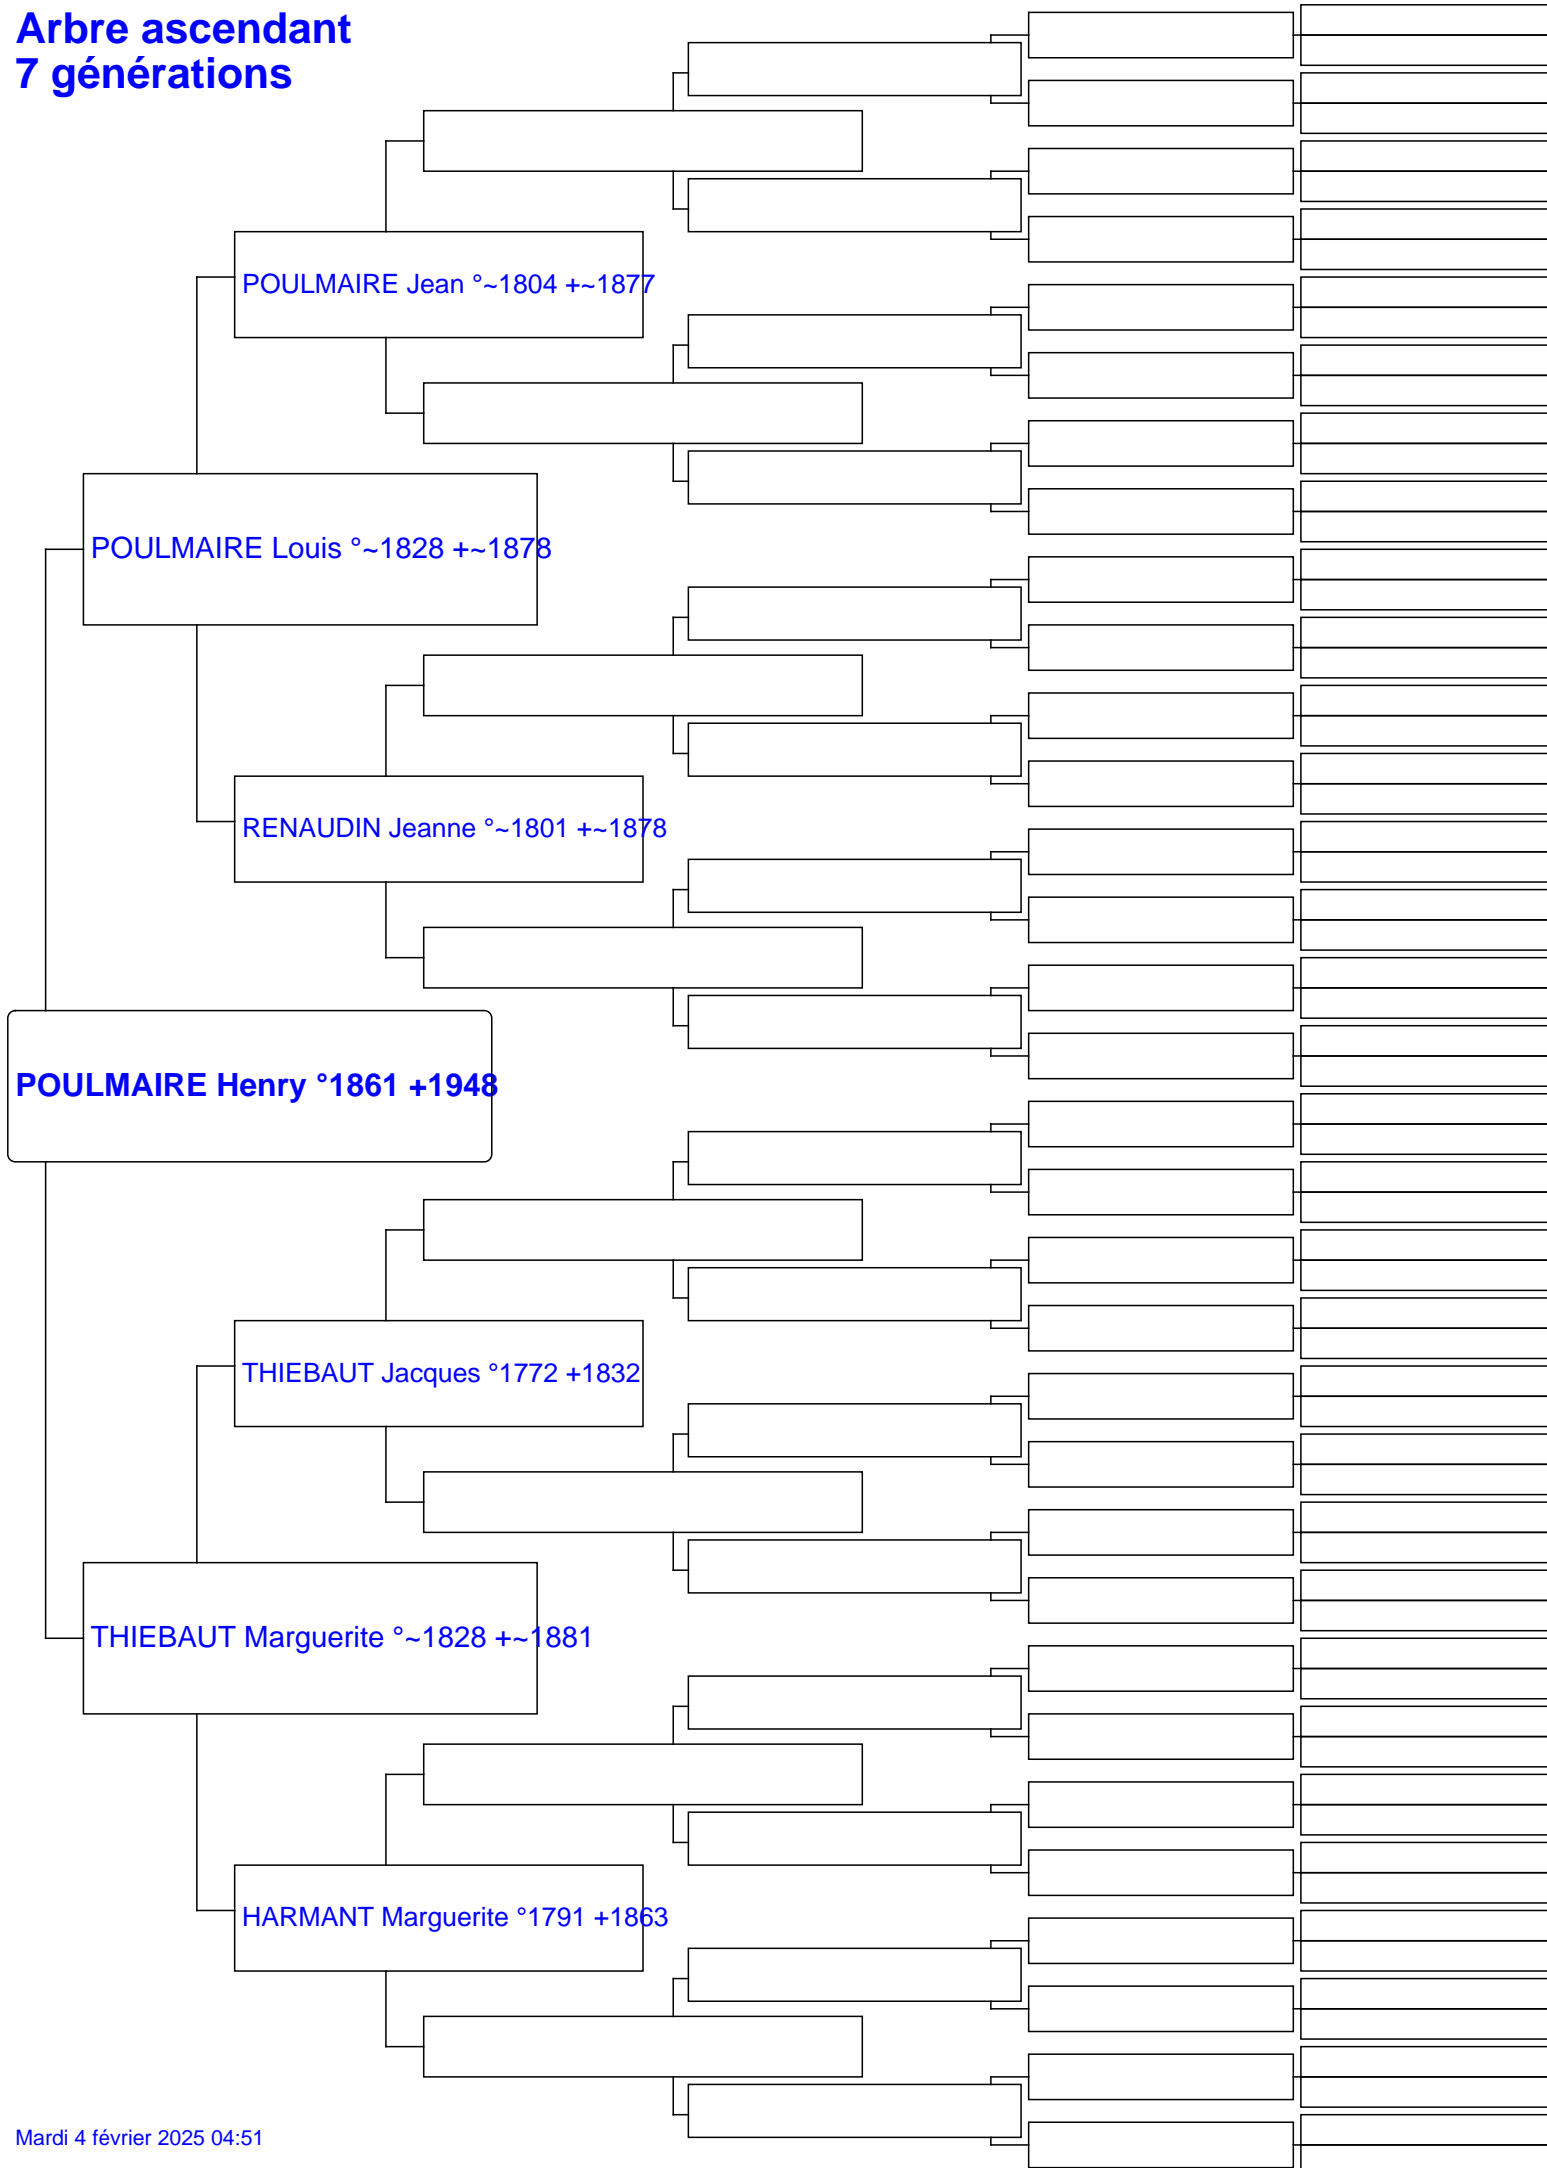 Arbre ascendant
7 générations
POULMAIRE Jean °~1804 +~1877
POULMAIRE Louis °~1828 +~1878
RENAUDIN Jeanne °~1801 +~1878
POULMAIRE Henry °1861 +1948
THIEBAUT Jacques °1772 +1832
THIEBAUT Marguerite °~1828 +~1881
HARMANT Marguerite °1791 +1863
Mardi 4 février 2025 04:51